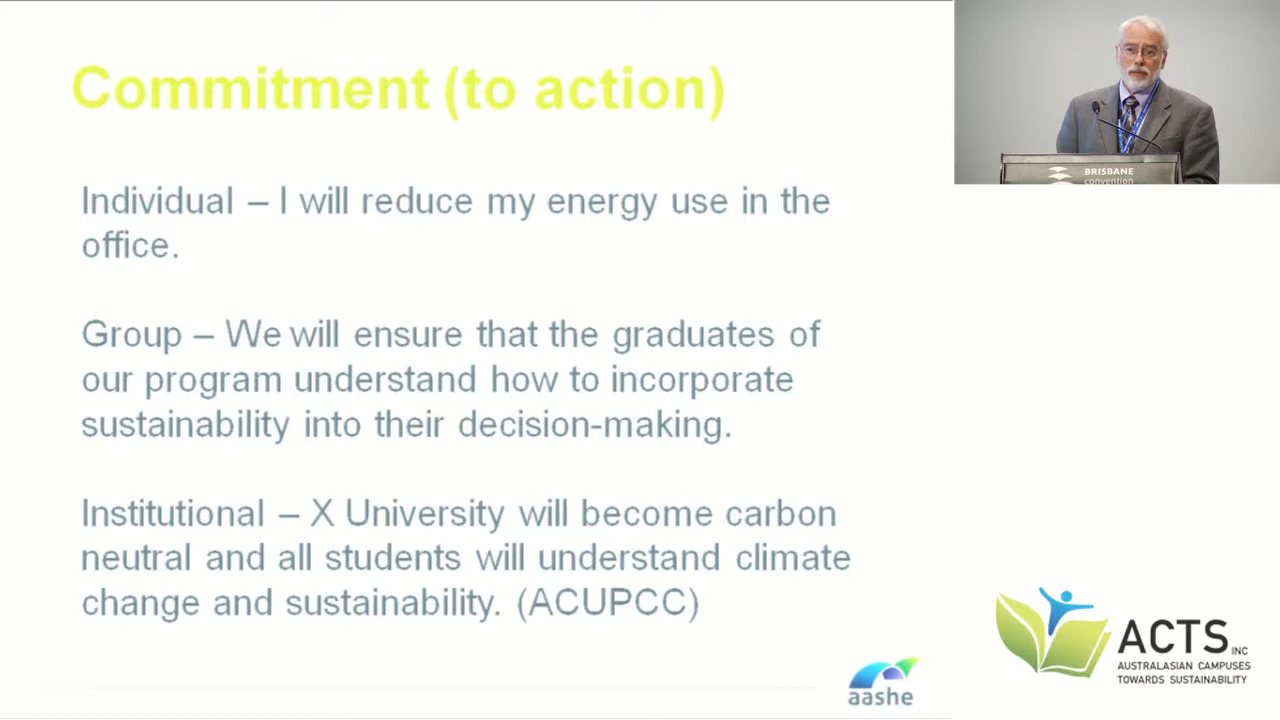 Commitment (to action)
Individual – I will reduce my energy use in the
office.
Group – We will ensure that the graduates of
our program understand how to incorporate
sustainability into their decision-making.
Institutional – X University will become carbon
neutral and all students will understand climate
change and sustainability. (ACUPCC)
aashe
BRISBANE
convention
ACTS INC
AUSTRALASIAN CAMPUSES
TOWARDS SUSTAINABILITY